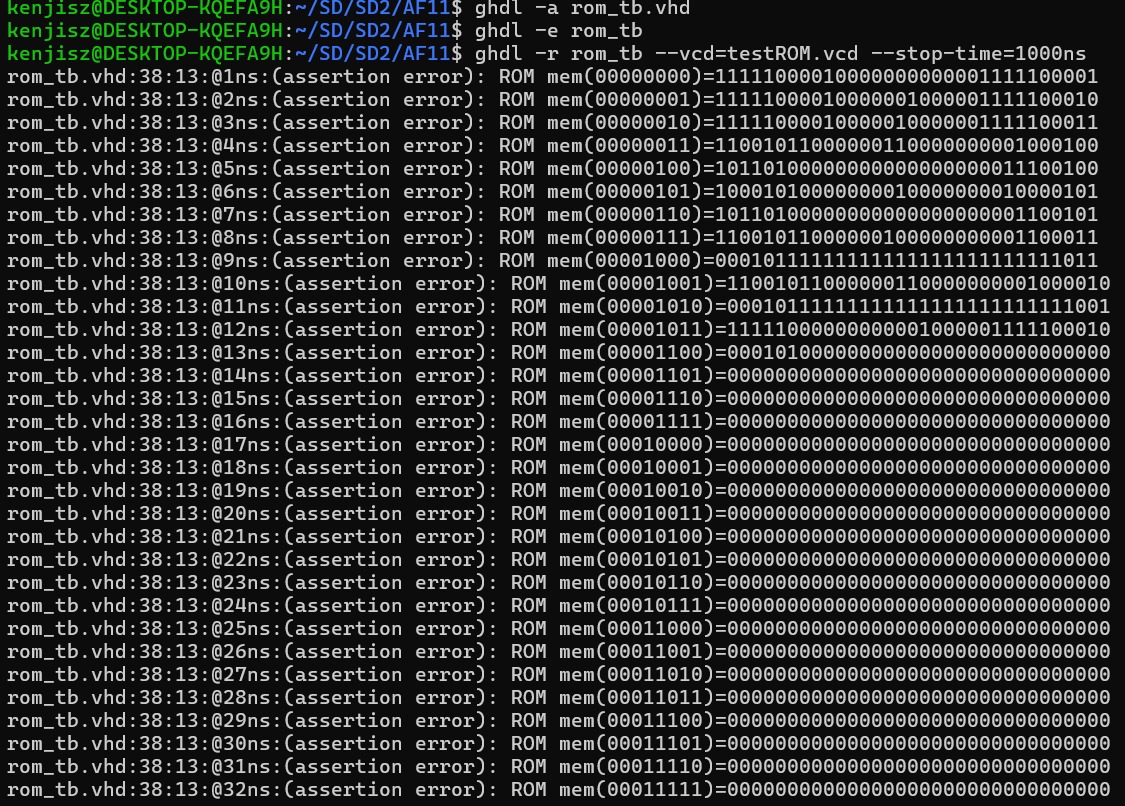 kenjisz@DESKTOP-KQEFA9H:~/SD/SD2/AF11$ ghdl -a rom_tb.vhd
kenjisz@DESKTOP-KQEFA9H:~/SD/SD2/AF11$ ghdl -e rom_tb
kenjisz@DESKTOP-KQEFA9H:~/SD/SD2/AF11$ ghdl -r rom_tb --vcd=testROM.vcd --stop-time=1000ns
rom_tb.vhd:38:13:@1ns:(assertion error): ROM mem(00000000)=11111000010000000000001111100001
rom_tb.vhd:38:13:@2ns:(assertion error): ROM mem(00000001)=11111000010000001000001111100010
rom_tb.vhd:38:13:@3ns:(assertion error): ROM mem(00000010)=11111000010000010000001111100011
rom_tb.vhd:38:13:@4ns:(assertion error): ROM mem(00000011)=11001011000000110000000001000100
rom_tb.vhd:38:13:@5ns:(assertion error): ROM mem(00000100)=10110100000000000000000011100100
rom_tb.vhd:38:13:@6ns:(assertion error): ROM mem(00000101)=10001010000000010000000010000101
rom_tb.vhd:38:13:@7ns:(assertion error): ROM mem(00000110)=10110100000000000000000001100101
rom_tb.vhd:38:13:@8ns:(assertion error): ROM mem(00000111)=11001011000000100000000001100011
rom_tb.vhd:38:13:@9ns:(assertion error): ROM mem(00001000)=00010111111111111111111111111011
rom_tb.vhd:38:13:@10ns:(assertion error): ROM mem(00001001)=11001011000000110000000001000010
rom_tb.vhd:38:13:@11ns:(assertion error): ROM mem(00001010)=00010111111111111111111111111001
rom_tb.vhd:38:13:@12ns:(assertion error): ROM mem(00001011)=11111000000000001000001111100010
rom_tb.vhd:38:13:@13ns:(assertion error): ROM mem(00001100)=00010100000000000000000000000000
rom_tb.vhd:38:13:@14ns:(assertion error): ROM mem(00001101)=00000000000000000000000000000000
rom_tb.vhd:38:13:@15ns:(assertion error): ROM mem(00001110)=00000000000000000000000000000000
rom_tb.vhd:38:13:@16ns:(assertion error): ROM mem(00001111)=00000000000000000000000000000000
rom_tb.vhd:38:13:@17ns:(assertion error): ROM mem(00010000)=00000000000000000000000000000000
rom_tb.vhd:38:13:@18ns:(assertion error): ROM mem(00010001)=00000000000000000000000000000000
rom_tb.vhd:38:13:@19ns:(assertion error): ROM mem(00010010)=00000000000000000000000000000000
rom_tb.vhd:38:13:@20ns:(assertion error): ROM mem(00010011)=00000000000000000000000000000000
rom_tb.vhd:38:13:@21ns:(assertion error): ROM mem(00010100)=00000000000000000000000000000000
rom_tb.vhd:38:13:@22ns:(assertion error): ROM mem(00010101)=00000000000000000000000000000000
rom_tb.vhd:38:13:@23ns:(assertion error): ROM mem(00010110)=00000000000000000000000000000000
rom_tb.vhd:38:13:@24ns:(assertion error): ROM mem(00010111)=00000000000000000000000000000000
rom_tb.vhd:38:13:@25ns:(assertion error): ROM mem(00011000)=00000000000000000000000000000000
rom_tb.vhd:38:13:@26ns:(assertion error): ROM mem(00011001)=00000000000000000000000000000000
rom_tb.vhd:38:13:@27ns:(assertion error): ROM mem(00011010)=00000000000000000000000000000000
rom_tb.vhd:38:13:@28ns:(assertion error): ROM mem(00011011)=00000000000000000000000000000000
rom_tb.vhd:38:13:@29ns:(assertion error): ROM mem(00011100)=00000000000000000000000000000000
rom_tb.vhd:38:13:@30ns:(assertion error): ROM mem(00011101)=00000000000000000000000000000000
rom_tb.vhd:38:13:@31ns:(assertion error): ROM mem(00011110)=00000000000000000000000000000000
rom_tb.vhd:38:13:@32ns:(assertion error): ROM mem(00011111)=00000000000000000000000000000000